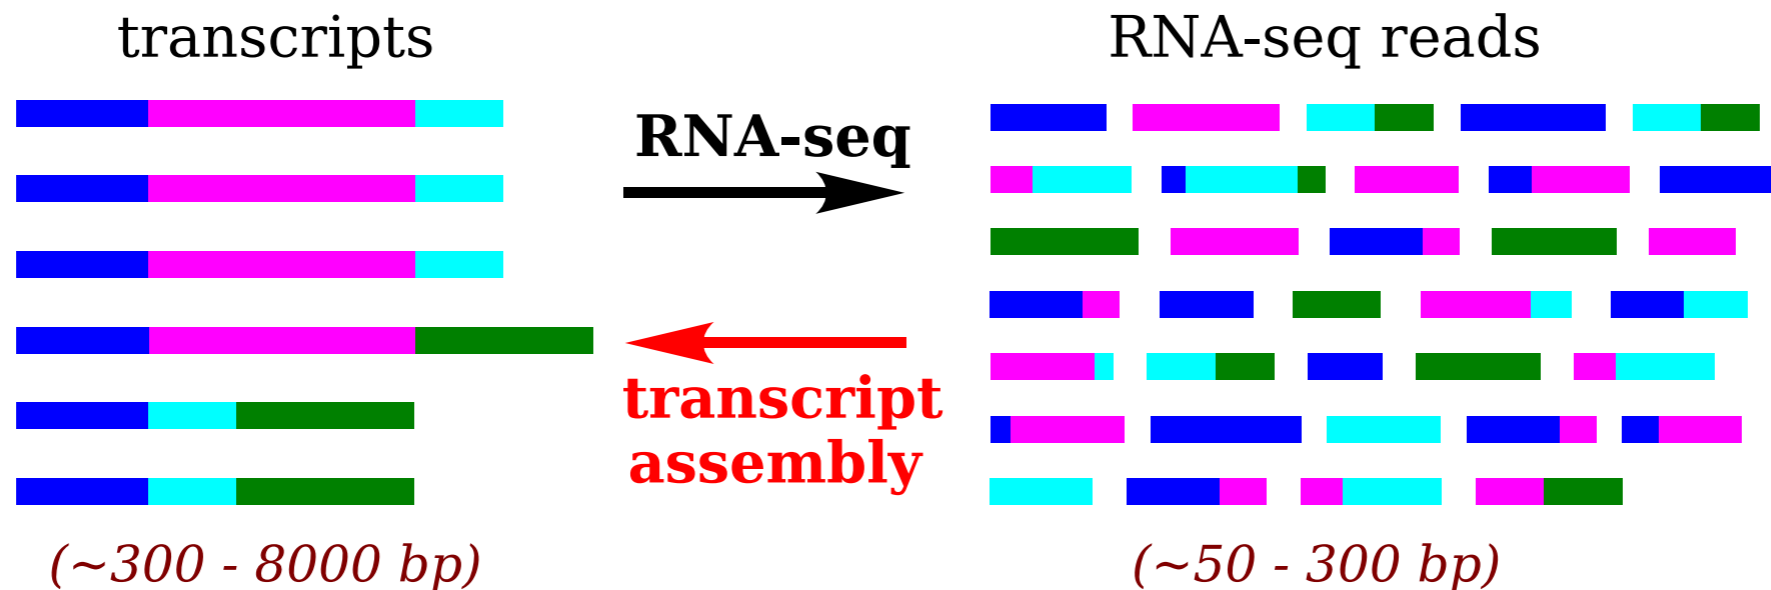 transcripts
RNA-seq reads
RNA-seq
transcript
assembly
(~300 - 8000 bp)
(~50 - 300 bp)